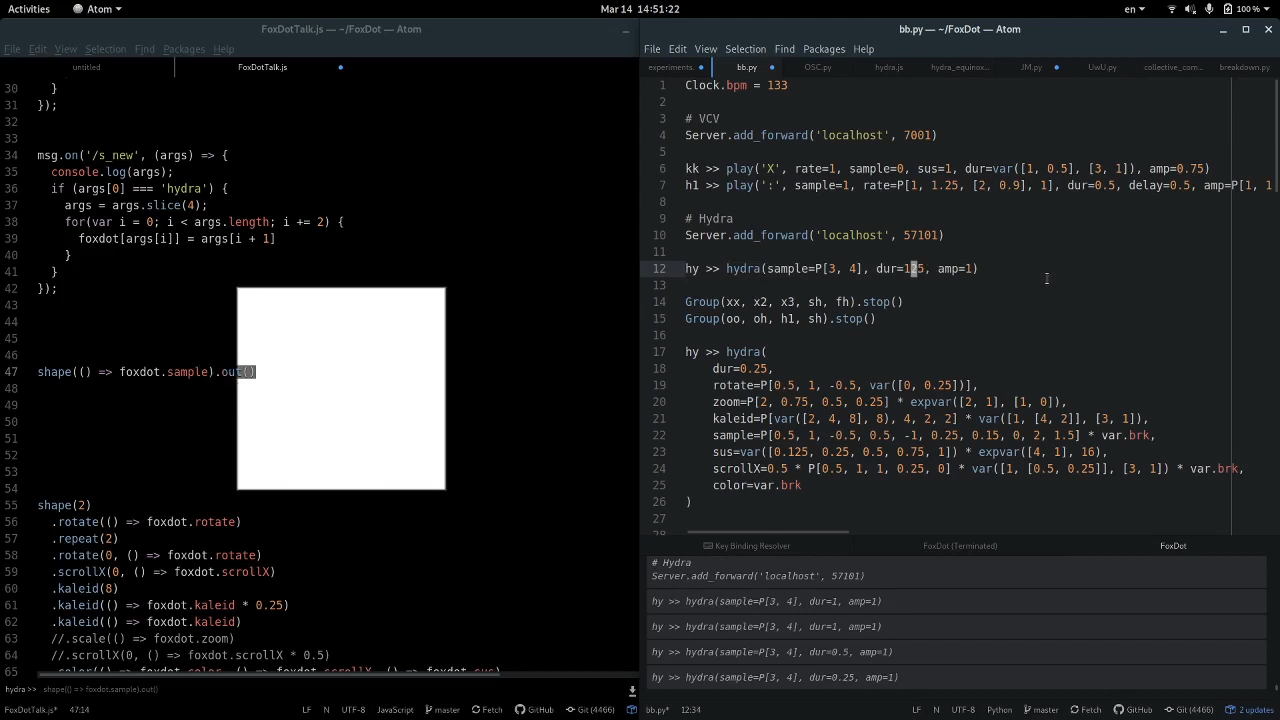 Activities Atom Mar 14 14:51:22 en 100 %
FoxDotTalk.js — ~/FoxDot — Atom
File Edit View Selection Find Packages Help
untitled FoxDotTalk.js
30 }
31 });
32
33
34 msg.on('/s_new', (args) => {
35 console.log(args);
36 if (args[0] === 'hydra') {
37 args = args.slice(4);
38 for(var i = 0; i < args.length; i += 2) {
39 foxdot[args[i]] = args[i + 1]
40 }
41 }
42 });
43
44
45
46
47 shape(() => foxdot.sample).out()
48
49
50
51
52
53
54
55 shape(2)
56 .rotate(() => foxdot.rotate)
57 .repeat(2)
58 .rotate(0, () => foxdot.rotate)
59 .scrollX(0, () => foxdot.scrollX)
60 .kaleid(8)
61 .kaleid(() => foxdot.kaleid * 0.25)
62 .kaleid(() => foxdot.kaleid)
63 //.scale(() => foxdot.zoom)
64 //.scrollX(0, () => foxdot.scrollX * 0.5)
65 .color(() => foxdot.color, () => foxdot.scrollX, () => foxdot.sus)
hydra >> shape(() => foxdot.sample).out()
FoxDotTalk.js* 47:14 LF N UTF-8 JavaScript master Fetch GitHub Git (4466)
bb.py — ~/FoxDot — Atom
File Edit View Selection Find Packages Help
experiments. bb.py OSC.py hydra.js hydra_equinox... JM.py UwU.py collective_com... breakdown.py
1 Clock.bpm = 133
2
3 # VCV
4 Server.add_forward('localhost', 7001)
5
6 kk >> play('X', rate=1, sample=0, sus=1, dur=var([1, 0.5], [3, 1]), amp=0.75)
7 h1 >> play(':', sample=1, rate=P[1, 1.25, [2, 0.9], 1], dur=0.5, delay=0.5, amp=P[1, 1
8
9 # Hydra
10 Server.add_forward('localhost', 57101)
11
12 hy >> hydra(sample=P[3, 4], dur=125, amp=1)
13
14 Group(xx, x2, x3, sh, fh).stop()
15 Group(oo, oh, h1, sh).stop()
16
17 hy >> hydra(
18 dur=0.25,
19 rotate=P[0.5, 1, -0.5, var([0, 0.25])],
20 zoom=P[2, 0.75, 0.5, 0.25] * expvar([2, 1], [1, 0]),
21 kaleid=P[var([2, 4, 8], 8), 4, 2, 2] * var([1, [4, 2]], [3, 1]),
22 sample=P[0.5, 1, -0.5, 0.5, -1, 0.25, 0.15, 0, 2, 1.5] * var.brk,
23 sus=var([0.125, 0.25, 0.5, 0.75, 1]) * expvar([4, 1], 16),
24 scrollX=0.5 * P[0.5, 1, 1, 0.25, 0] * var([1, [0.5, 0.25]], [3, 1]) * var.brk,
25 color=var.brk
26 )
27
28
Key Binding Resolver FoxDot (Terminated) FoxDot
# Hydra
Server.add_forward('localhost', 57101)
hy >> hydra(sample=P[3, 4], dur=1, amp=1)
hy >> hydra(sample=P[3, 4], dur=1, amp=1)
hy >> hydra(sample=P[3, 4], dur=0.5, amp=1)
hy >> hydra(sample=P[3, 4], dur=0.25, amp=1)
bb.py* 12:34 LF N UTF-8 Python master Fetch GitHub Git (4466) 2 updates